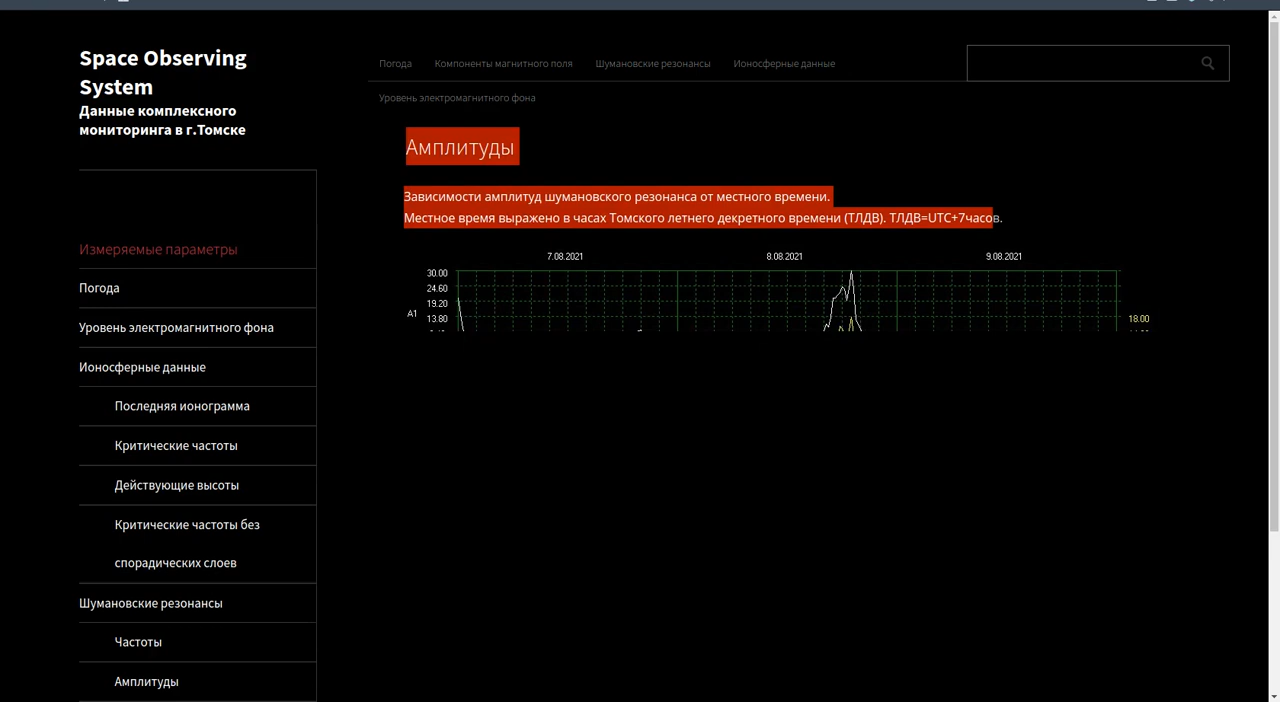 Space Observing
System
Данные комплексного
мониторинга в г.Томске
Погода
Компоненты магнитного поля
Шумановские резонансы
Ионосферные данные
Уровень электромагнитного фона
Измеряемые параметры
Погода
Уровень электромагнитного фона
Ионосферные данные
Последняя ионограмма
Критические частоты
Действующие высоты
Критические частоты без
спорадических слоев
Шумановские резонансы
Частоты
Амплитуды
Амплитуды
Зависимости амплитуд шумановского резонанса от местного времени.
Местное время выражено в часах Томского летнего декретного времени (ТЛДВ). ТЛДВ=UTC+7часов.
7.08.2021 8.08.2021 9.08.2021
30.00
24.60
19.20
A1
13.80
18.00